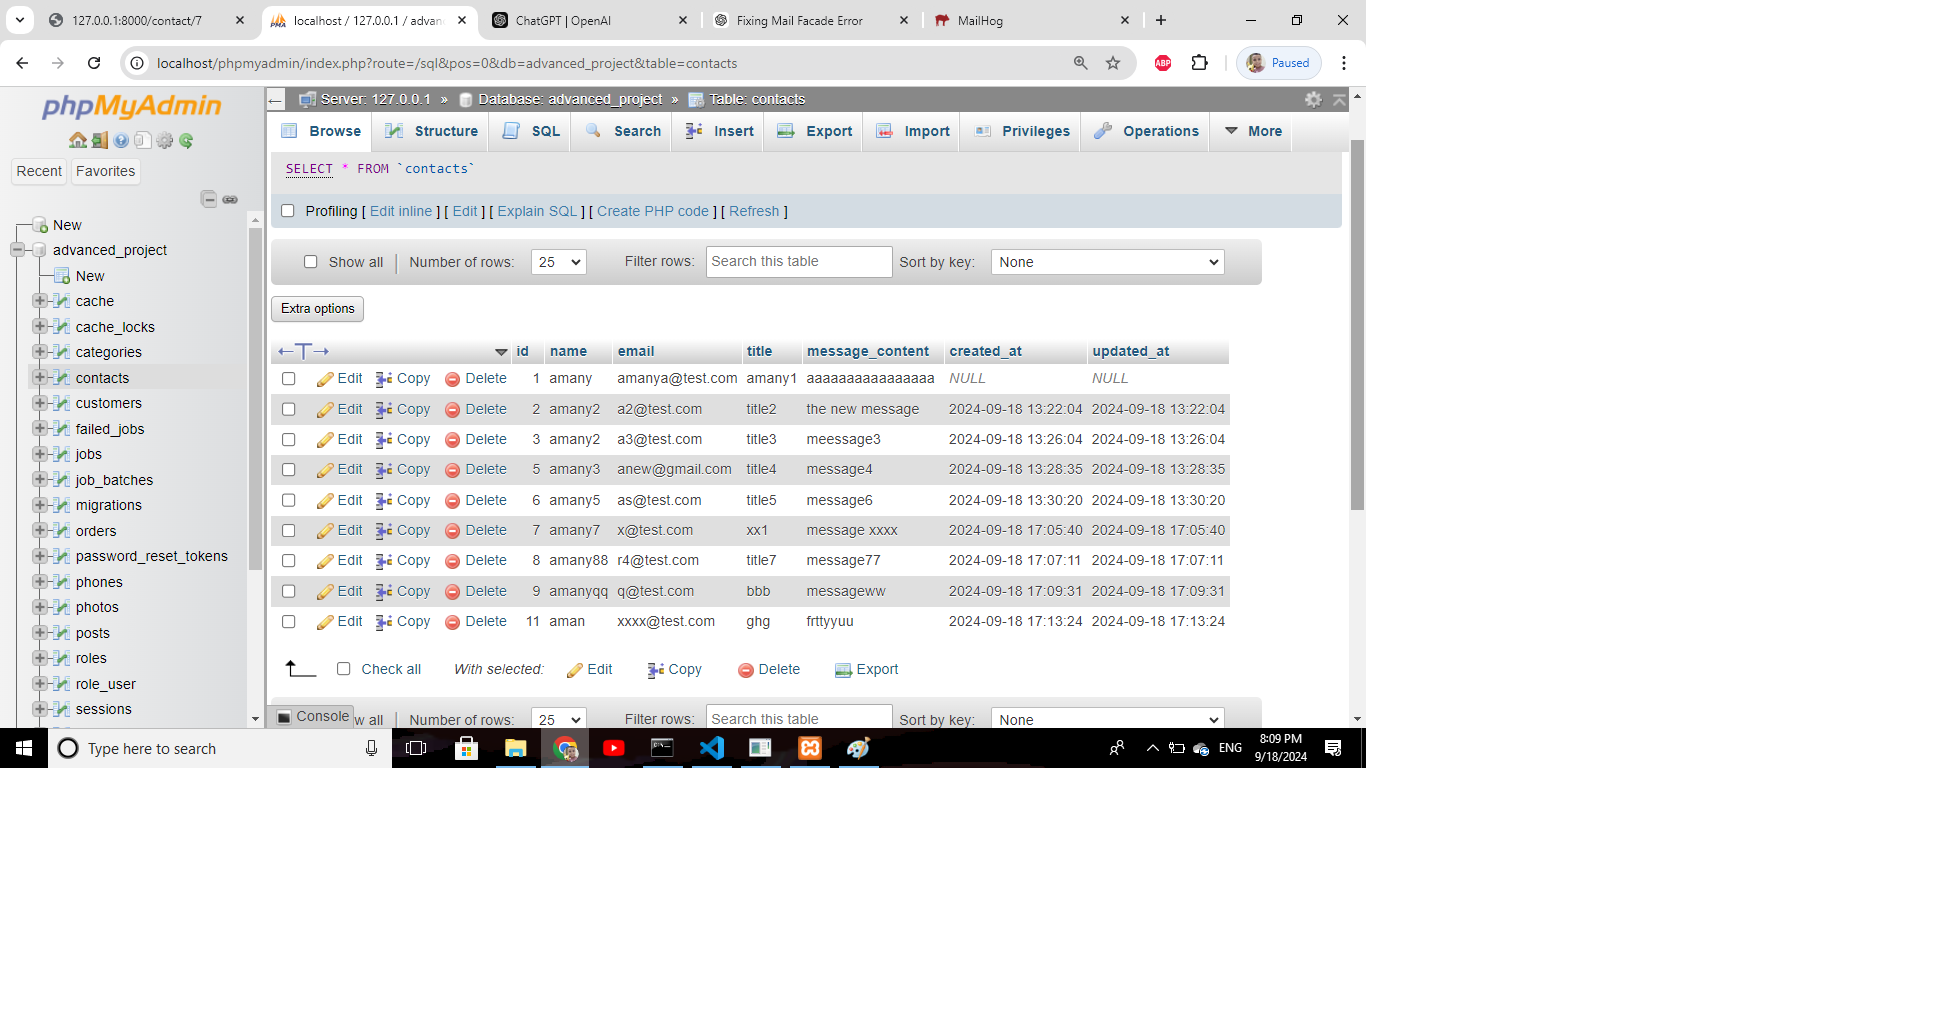 127.0.0.1:8000/contact/7
localhost / 127.0.0.1 / advan
ChatGPT | OpenAI
Fixing Mail Facade Error
MailHog
localhost/phpmyadmin/index.php?route=/sql&pos=0&db=advanced_project&table=contacts
ABP
Paused
phpMyAdmin
Recent
Favorites
New
advanced_project
New
cache
cache_locks
categories
contacts
customers
failed_jobs
jobs
job_batches
migrations
orders
password_reset_tokens
phones
photos
posts
roles
role_user
sessions
Server: 127.0.0.1 » Database: advanced_project » Table: contacts
Browse Structure SQL Search Insert Export Import Privileges Operations More
SELECT * FROM `contacts`
Profiling [ Edit inline ] [ Edit ] [ Explain SQL ] [ Create PHP code ] [ Refresh ]
Show all | Number of rows: 25 Filter rows: Search this table Sort by key: None
Extra options
id name email title message_content created_at updated_at
Edit Copy Delete 1 amany amanya@test.com amany1 aaaaaaaaaaaaaaaa NULL NULL
Edit Copy Delete 2 amany2 a2@test.com title2 the new message 2024-09-18 13:22:04 2024-09-18 13:22:04
Edit Copy Delete 3 amany2 a3@test.com title3 meessage3 2024-09-18 13:26:04 2024-09-18 13:26:04
Edit Copy Delete 5 amany3 anew@gmail.com title4 message4 2024-09-18 13:28:35 2024-09-18 13:28:35
Edit Copy Delete 6 amany5 as@test.com title5 message6 2024-09-18 13:30:20 2024-09-18 13:30:20
Edit Copy Delete 7 amany7 x@test.com xx1 message xxxx 2024-09-18 17:05:40 2024-09-18 17:05:40
Edit Copy Delete 8 amany88 r4@test.com title7 message77 2024-09-18 17:07:11 2024-09-18 17:07:11
Edit Copy Delete 9 amanyqq q@test.com bbb messageww 2024-09-18 17:09:31 2024-09-18 17:09:31
Edit Copy Delete 11 aman xxxx@test.com ghg frttyyuu 2024-09-18 17:13:24 2024-09-18 17:13:24
Check all With selected: Edit Copy Delete Export
Console
w all | Number of rows: 25 Filter rows: Search this table Sort by key: None
Type here to search
ENG
8:09 PM
9/18/2024